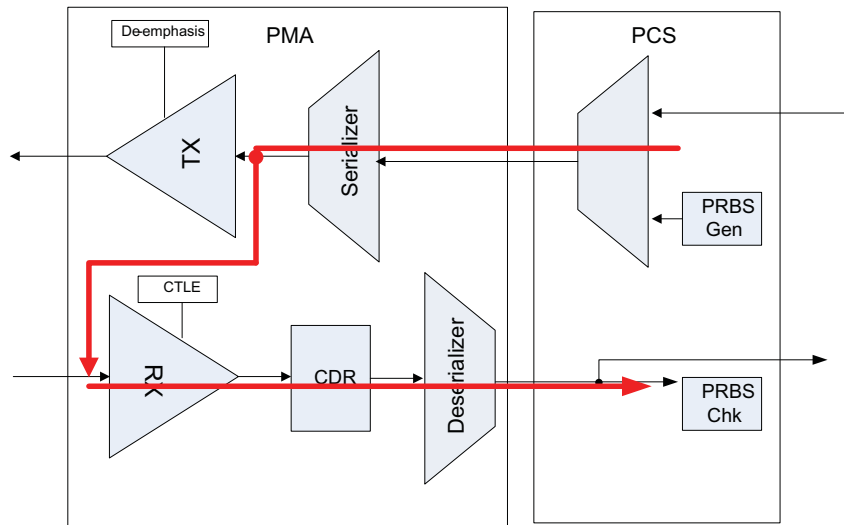 De-emphasis
PMA
PCS
TX
Serializer
PRBS
Gen
CTLE
RX
CDR
Deserializer
PRBS
Chk